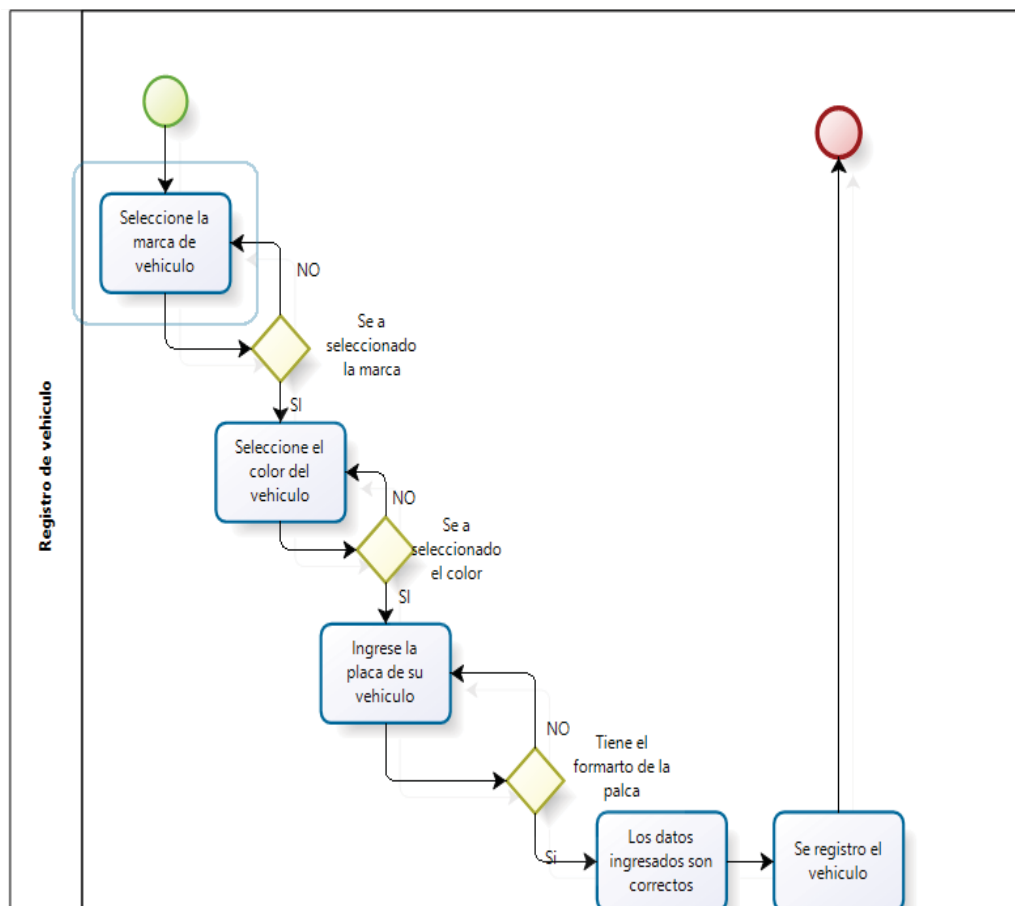 Registro de vehiculo
Seleccione la
marca de
vehiculo
NO
Se a
seleccionado
la marca
SI
Seleccione el
color del
vehiculo
NO
Se a
seleccionado
el color
SI
Ingrese la
placa de su
vehiculo
NO
Tiene el
formarto de la
palca
Si
Los datos
ingresados son
correctos
Se registro el
vehiculo